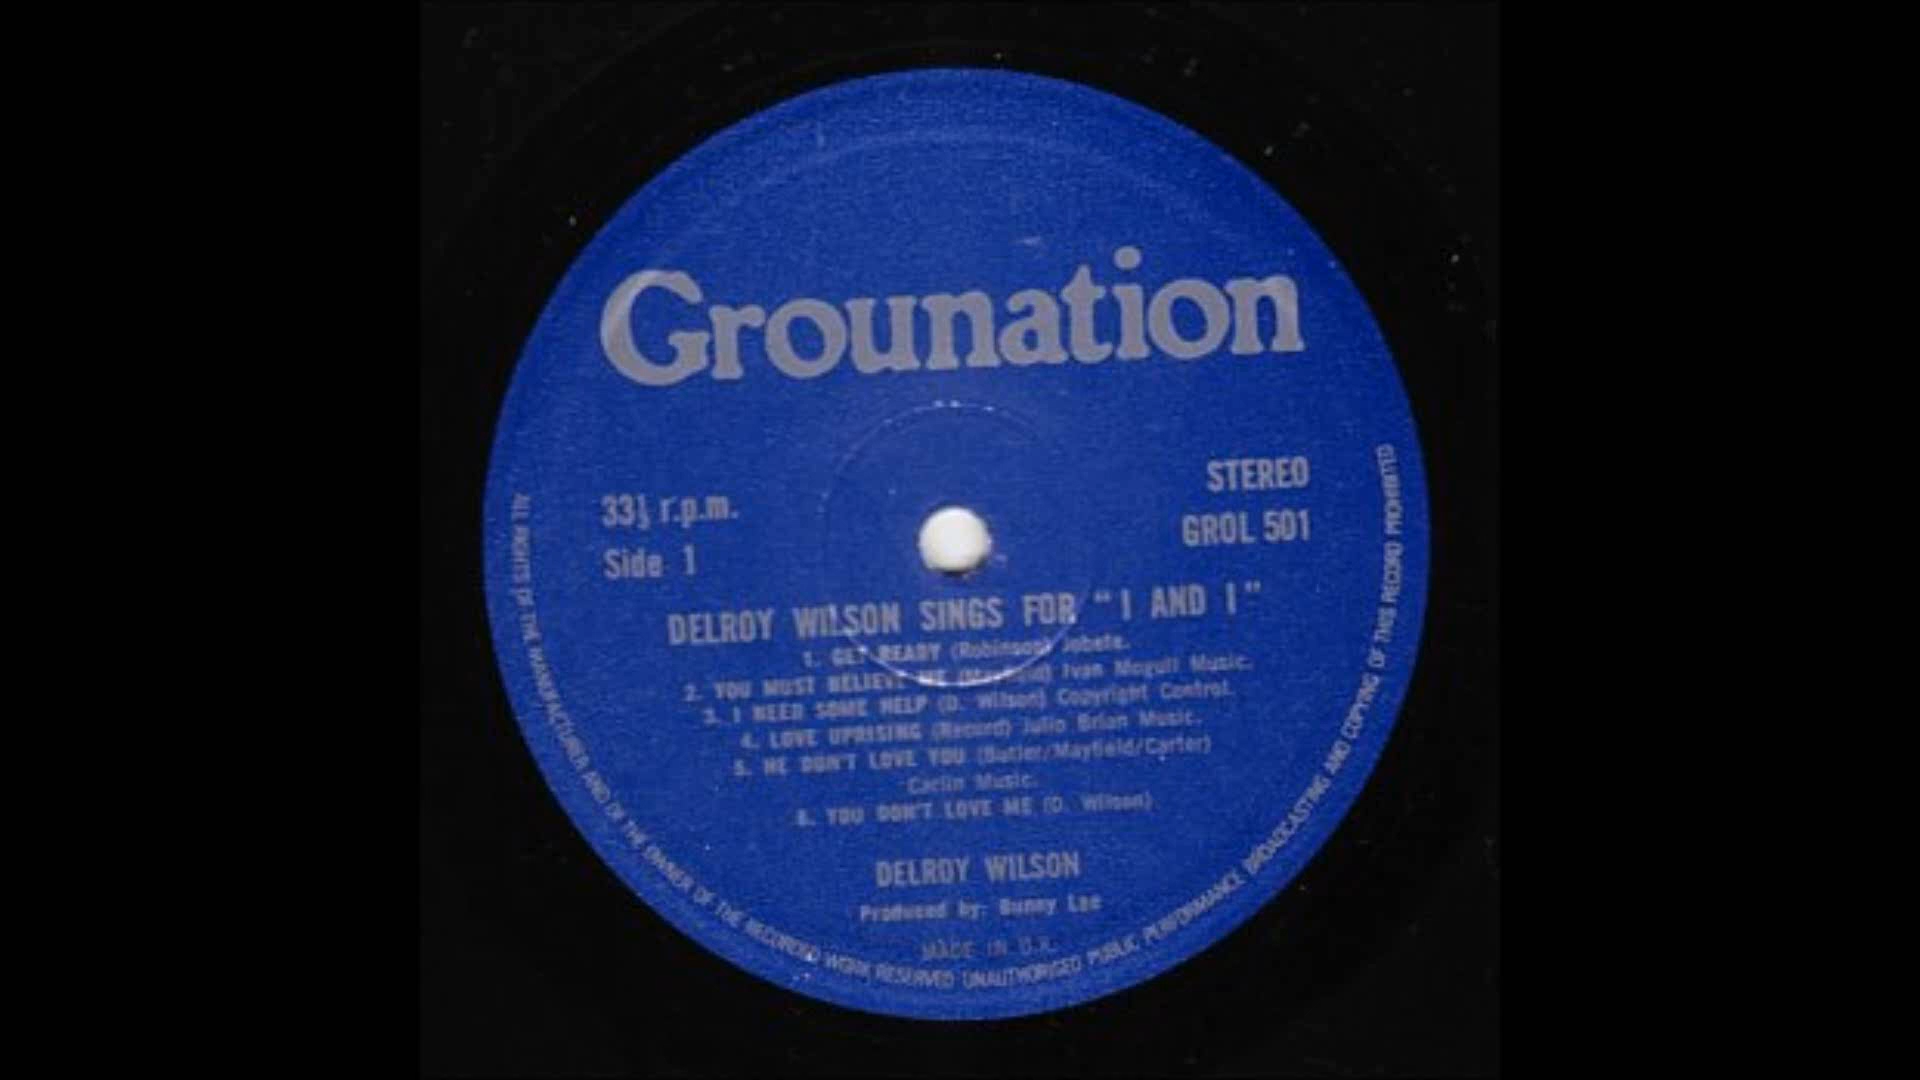 Grounation
STEREO
33⅓ r.p.m.
GROL 501
Side 1
DELROY WILSON SINGS FOR "I AND I"
1. GET READY (Robinson) Jobete.
2. YOU MUST BELIEVE ME (Mayfield) Ivan Mogull Music.
3. I NEED SOME HELP (D. Wilson) Copyright Control.
4. LOVE UPRISING (Record) Julio Brian Music.
5. HE DON'T LOVE YOU (Butler/Mayfield/Carter)
Carlin Music.
6. YOU DON'T LOVE ME (D. Wilson)
DELROY WILSON
Produced by: Bunny Lee
MADE IN U.K.
ALL RIGHTS OF THE MANUFACTURER AND OF THE OWNER OF THE RECORDED WORK RESERVED UNAUTHORISED PUBLIC PERFORMANCE BROADCASTING AND COPYING OF THIS RECORD PROHIBITED